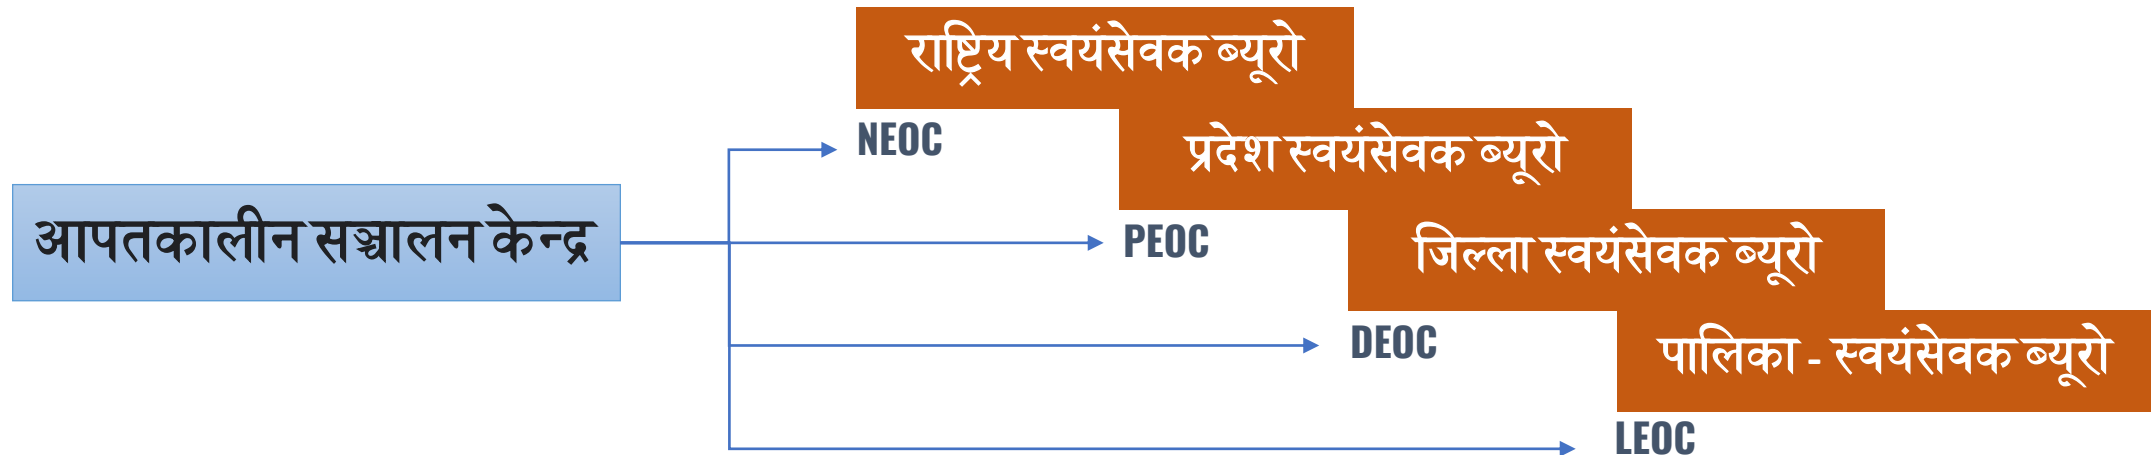 राष्ट्रिय स्वयंसेवक ब्यूरो
NEOC
प्रदेश स्वयंसेवक ब्यूरो
आपतकालीन सञ्चालन केन्द्र
PEOC
जिल्ला स्वयंसेवक ब्यूरो
DEOC
पालिका - स्वयंसेवक ब्यूरो
LEOC